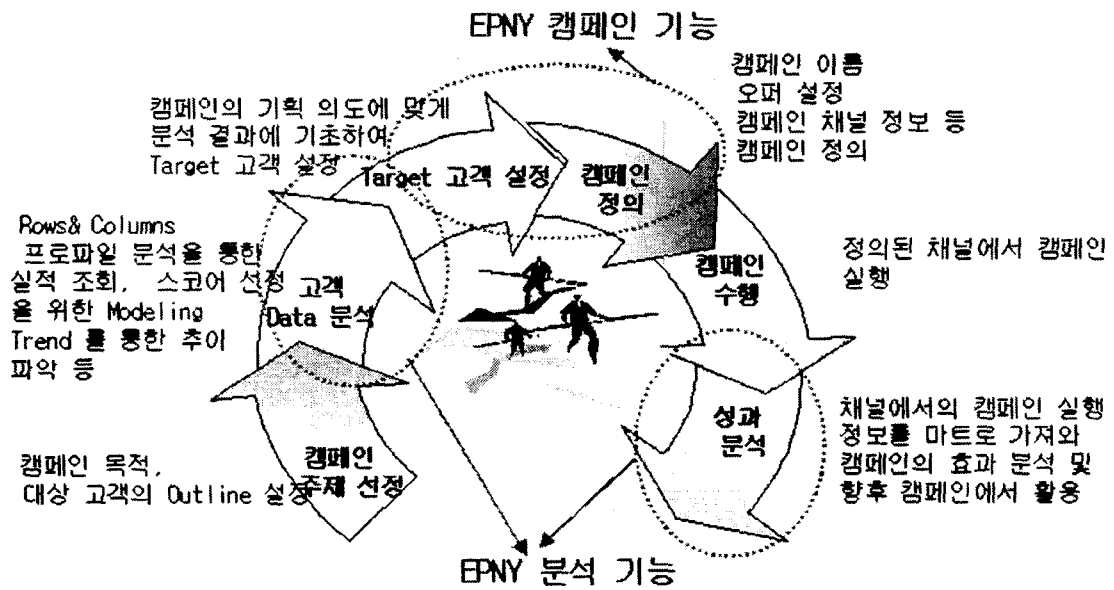 EPNY 캠페인 기능
캠페인 이름
오퍼 설정
캠페인 채널 정보 등
캠페인 정의
캠페인의 기획 의도에 맞게
분석 결과에 기초하여
Target 고객 설정
Target 고객 설정
캠페인
정의
Rows& Columns
프로파일 분석을 통한
실적 조회, 스코어 선정
을 위한 Modeling
Trend 를 통한 추이
파악 등
고객
Data 분석
캠페인
수행
정의된 채널에서 캠페인
실행
성과
분석
채널에서의 캠페인 실행
정보를 마트로 가져와
캠페인의 효과 분석 및
향후 캠페인에서 활용
캠페인
주제 선정
캠페인 목적,
대상 고객의 Outline 설정
EPNY 분석 기능